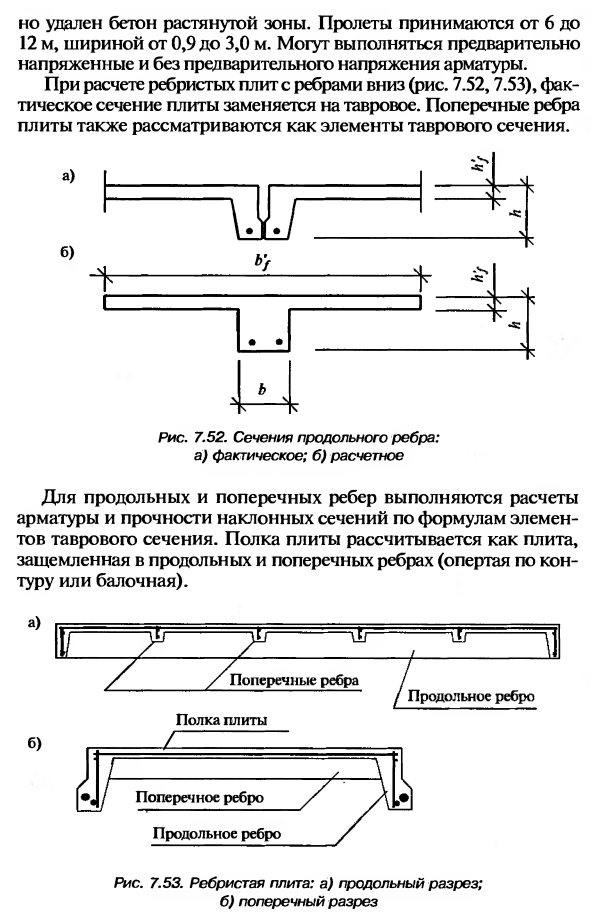 но удален бетон растянутой зоны. Пролеты принимаются от 6 до
12 м, шириной от 0,9 до 3,0 м. Могут выполняться предварительно
напряженные и без предварительного напряжения арматуры.
При расчете ребристых плит с ребрами вниз (рис. 7.52, 7.53), фак-
тическое сечение плиты заменяется на тавровое. Поперечные ребра
плиты также рассматриваются как элементы таврового сечения.
а)
h'f
h
б)
b'f
h'f
h
b
Рис. 7.52. Сечения продольного ребра:
а) фактическое; б) расчетное
Для продольных и поперечных ребер выполняются расчеты
арматуры и прочности наклонных сечений по формулам элемен-
тов таврового сечения. Полка плиты рассчитывается как плита,
защемленная в продольных и поперечных ребрах (опертая по кон-
туру или балочная).
а)
Поперечные ребра
Продольное ребро
Полка плиты
б)
Поперечное ребро
Продольное ребро
Рис. 7.53. Ребристая плита: а) продольный разрез;
б) поперечный разрез